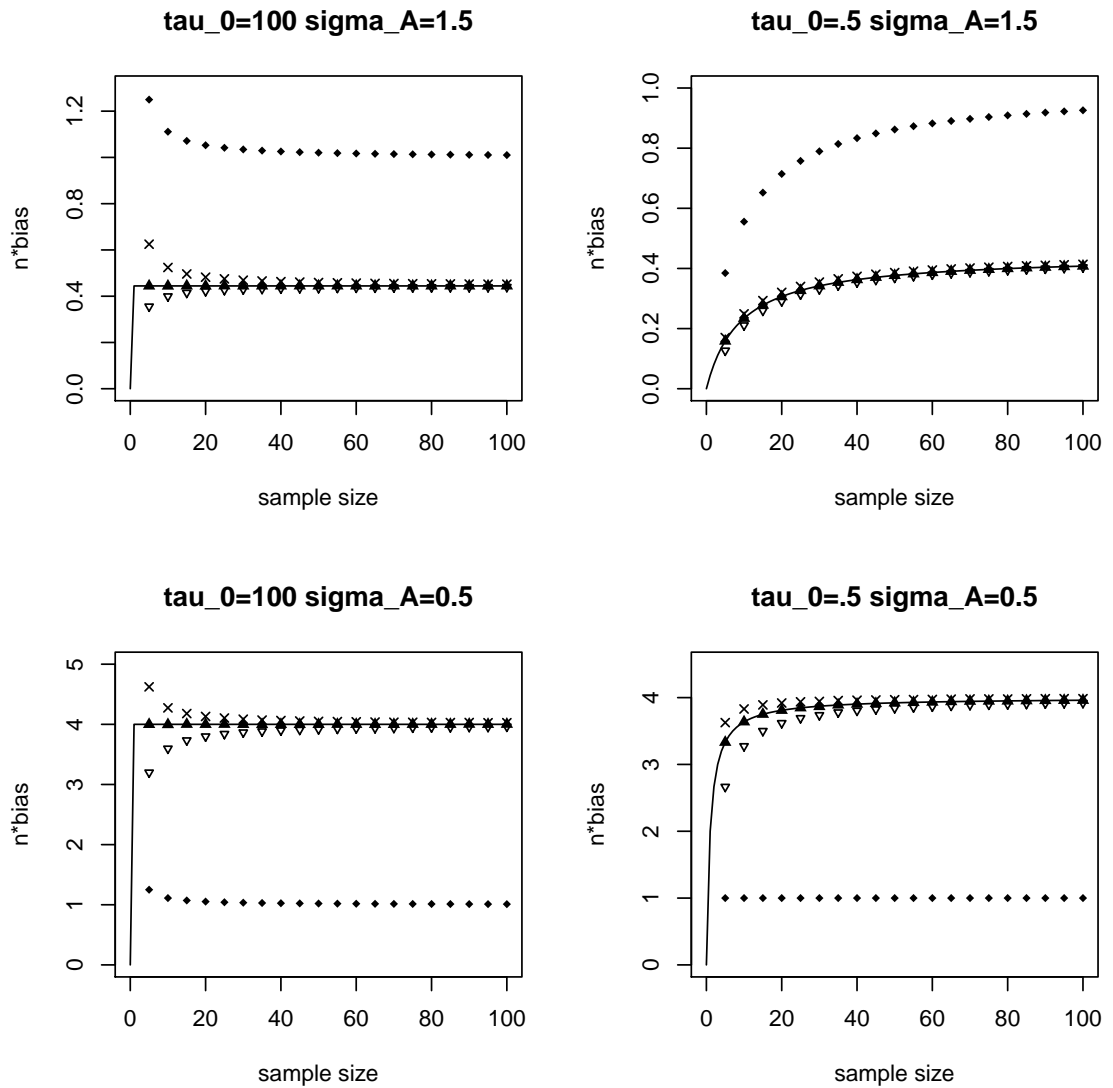 tau_0=100 sigma_A=1.5
n*bias
0.0 0.4 0.8 1.2
0 20 40 60 80 100
sample size
tau_0=.5 sigma_A=1.5
n*bias
0.0 0.2 0.4 0.6 0.8 1.0
0 20 40 60 80 100
sample size
tau_0=100 sigma_A=0.5
n*bias
0 1 2 3 4 5
0 20 40 60 80 100
sample size
tau_0=.5 sigma_A=0.5
n*bias
0 1 2 3 4
0 20 40 60 80 100
sample size